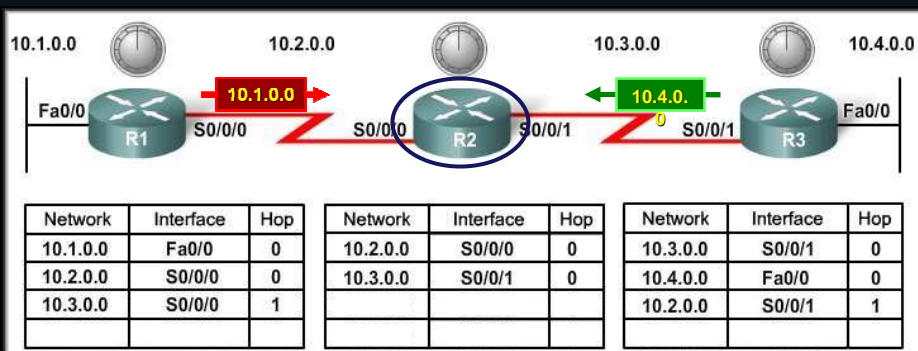 10.1.0.0 10.2.0.0 10.3.0.0 10.4.0.0
10.1.0.0 10.4.0.
0
Fa0/0 S0/0/0 S0/0/0 S0/0/1 S0/0/1 Fa0/0
R1 R2 R3
Network Interface Hop Network Interface Hop Network Interface Hop
10.1.0.0 Fa0/0 0 10.2.0.0 S0/0/0 0 10.3.0.0 S0/0/1 0
10.2.0.0 S0/0/0 0 10.3.0.0 S0/0/1 0 10.4.0.0 Fa0/0 0
10.3.0.0 S0/0/0 1 10.2.0.0 S0/0/1 1